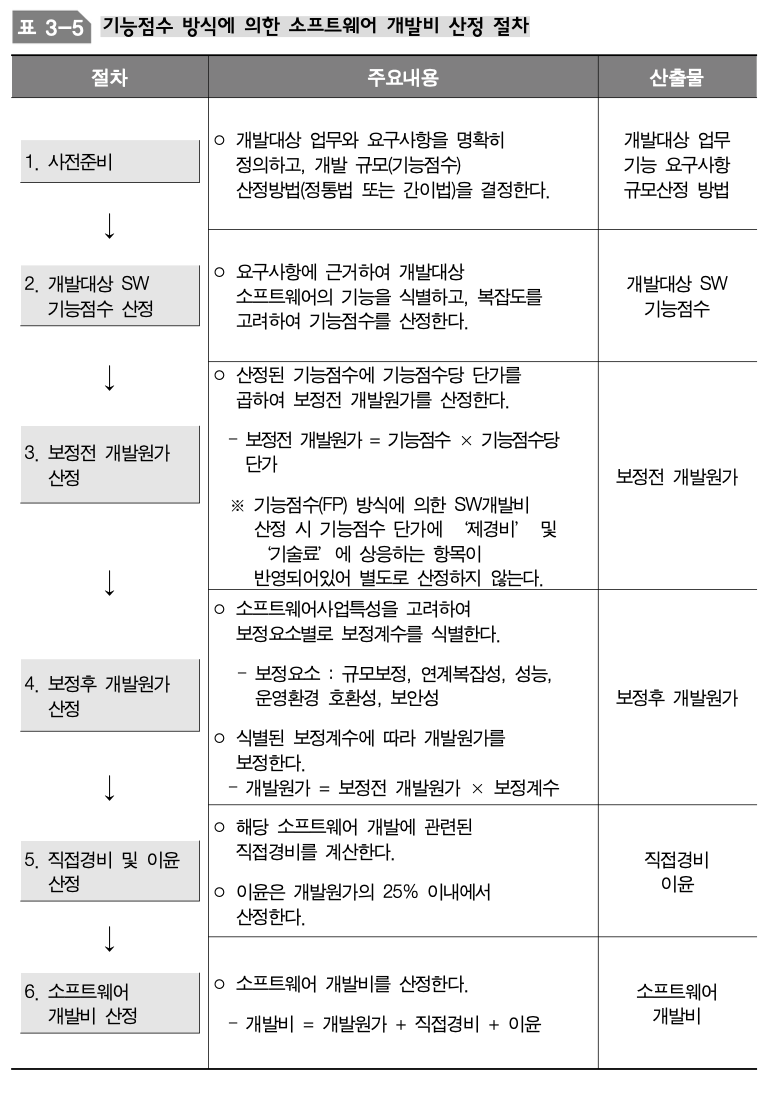 표 3-5 기능점수 방식에 의한 소프트웨어 개발비 산정 절차
절차 주요내용 산출물
1. 사전준비
○ 개발대상 업무와 요구사항을 명확히
정의하고, 개발 규모(기능점수)
산정방법(정통법 또는 간이법)을 결정한다.
개발대상 업무
기능 요구사항
규모산정 방법
↓
2. 개발대상 SW
기능점수 산정
○ 요구사항에 근거하여 개발대상
소프트웨어의 기능을 식별하고, 복잡도를
고려하여 기능점수를 산정한다.
개발대상 SW
기능점수
↓
3. 보정전 개발원가
산정
○ 산정된 기능점수에 기능점수당 단가를
곱하여 보정전 개발원가를 산정한다.
- 보정전 개발원가 = 기능점수 × 기능점수당
단가
※ 기능점수(FP) 방식에 의한 SW개발비
산정 시 기능점수 단가에 ‘제경비’ 및
‘기술료’에 상응하는 항목이
반영되어있어 별도로 산정하지 않는다.
보정전 개발원가
↓
4. 보정후 개발원가
산정
○ 소프트웨어사업특성을 고려하여
보정요소별로 보정계수를 식별한다.
- 보정요소 : 규모보정, 연계복잡성, 성능,
운영환경 호환성, 보안성
○ 식별된 보정계수에 따라 개발원가를
보정한다.
- 개발원가 = 보정전 개발원가 × 보정계수
보정후 개발원가
↓
5. 직접경비 및 이윤
산정
○ 해당 소프트웨어 개발에 관련된
직접경비를 계산한다.
○ 이윤은 개발원가의 25% 이내에서
산정한다.
직접경비
이윤
↓
6. 소프트웨어
개발비 산정
○ 소프트웨어 개발비를 산정한다.
- 개발비 = 개발원가 + 직접경비 + 이윤
소프트웨어
개발비